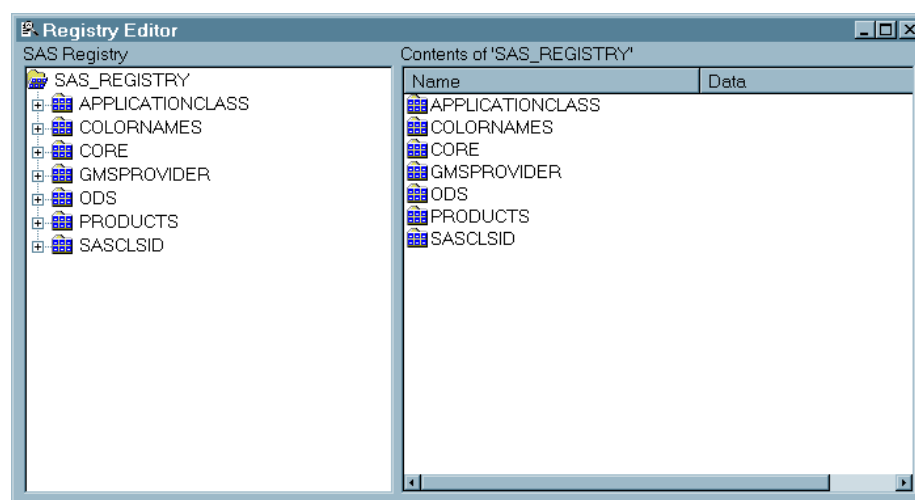 Registry Editor
SAS Registry
Contents of 'SAS_REGISTRY'
SAS_REGISTRY
APPLICATIONCLASS
COLORNAMES
CORE
GMSPROVIDER
ODS
PRODUCTS
SASCLSID
Name Data
APPLICATIONCLASS
COLORNAMES
CORE
GMSPROVIDER
ODS
PRODUCTS
SASCLSID